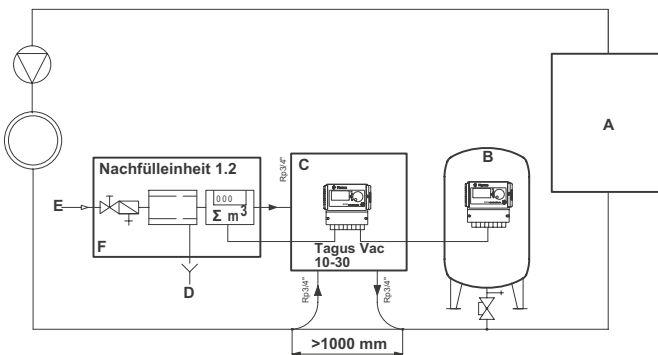 A
B
Nachfülleinheit 1.2
C
Rp3/4"
E
000
Σ m³
F
Tagus Vac
10-30
D
Rp3/4"
Rp3/4"
>1000 mm